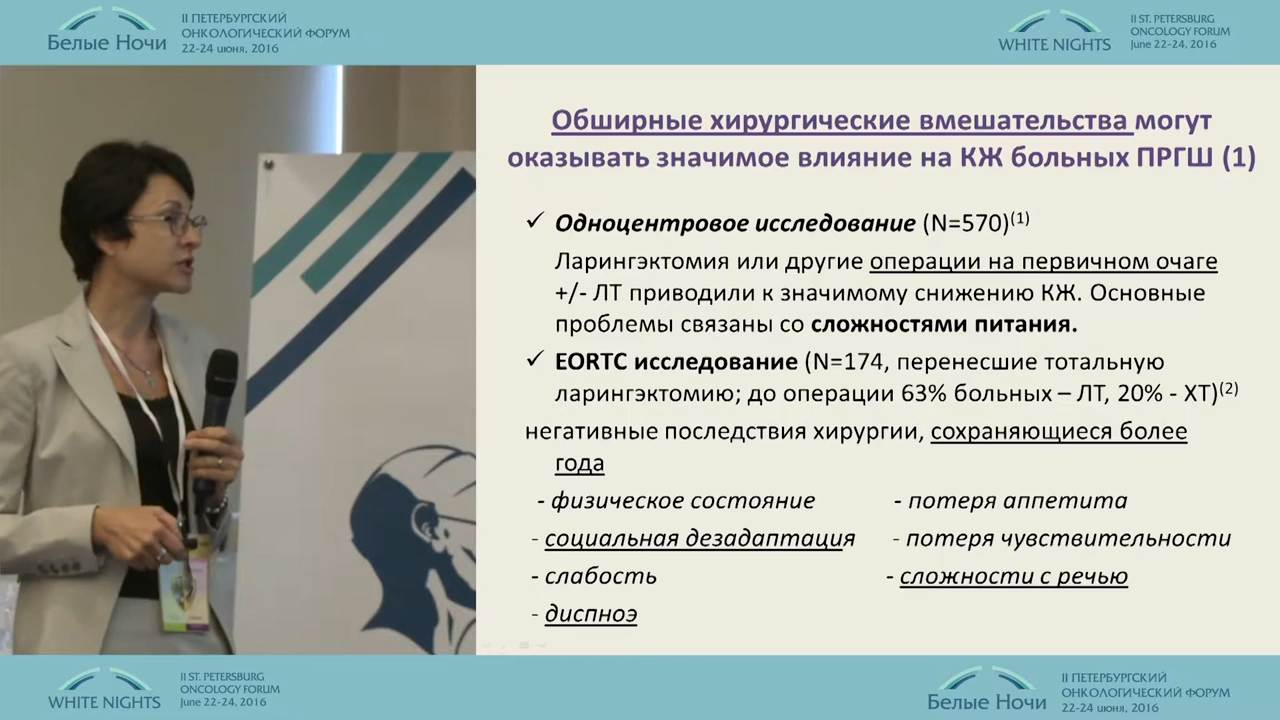 Белые Ночи
II ПЕТЕРБУРГСКИЙ
ОНКОЛОГИЧЕСКИЙ ФОРУМ
22-24 июня, 2016
WHITE NIGHTS
II ST. PETERSBURG
ONCOLOGY FORUM
June 22-24, 2016
Обширные хирургические вмешательства могут
оказывать значимое влияние на КЖ больных ПРГШ (1)
✓ Одноцентровое исследование (N=570)(1)
Ларингэктомия или другие операции на первичном очаге
+/- ЛТ приводили к значимому снижению КЖ. Основные
проблемы связаны со сложностями питания.
✓ EORTC исследование (N=174, перенесшие тотальную
ларингэктомию; до операции 63% больных – ЛТ, 20% - ХТ)(2)
негативные последствия хирургии, сохраняющиеся более
года
- физическое состояние - потеря аппетита
- социальная дезадаптация - потеря чувствительности
- слабость - сложности с речью
- диспноэ
WHITE NIGHTS
II ST. PETERSBURG
ONCOLOGY FORUM
June 22-24, 2016
Белые Ночи
II ПЕТЕРБУРГСКИЙ
ОНКОЛОГИЧЕСКИЙ ФОРУМ
22-24 июня, 2016